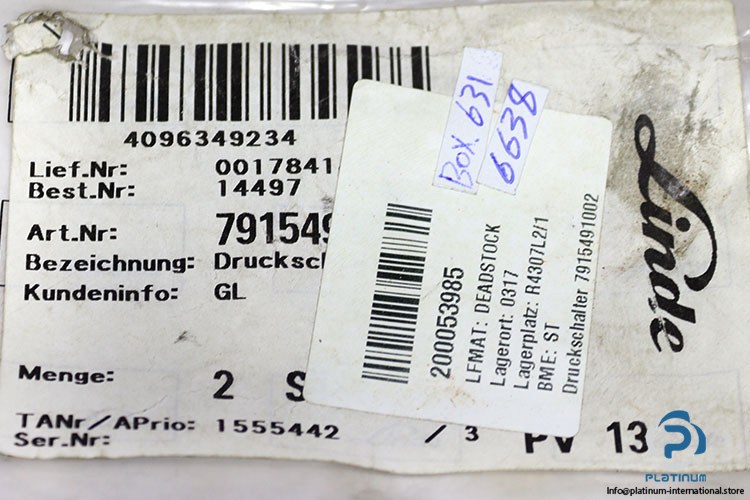 4096349234
Lief.Nr: 0017841
Best.Nr: 14497
Art.Nr: 791549
Bezeichnung: Drucksch
Kundeninfo: GL
Menge: 2 S
TANr/APrio: 1555442 / 3 PV 13
Ser.Nr:
Linde
200053985
LFMAT: DEADSTOCK
Lagerort: 0317
Lagerplatz: R4307L2/1
BME: ST
Druckschalter 7915491002
BOX. 631
6638
PLATINUM
Info@platinum-international.store